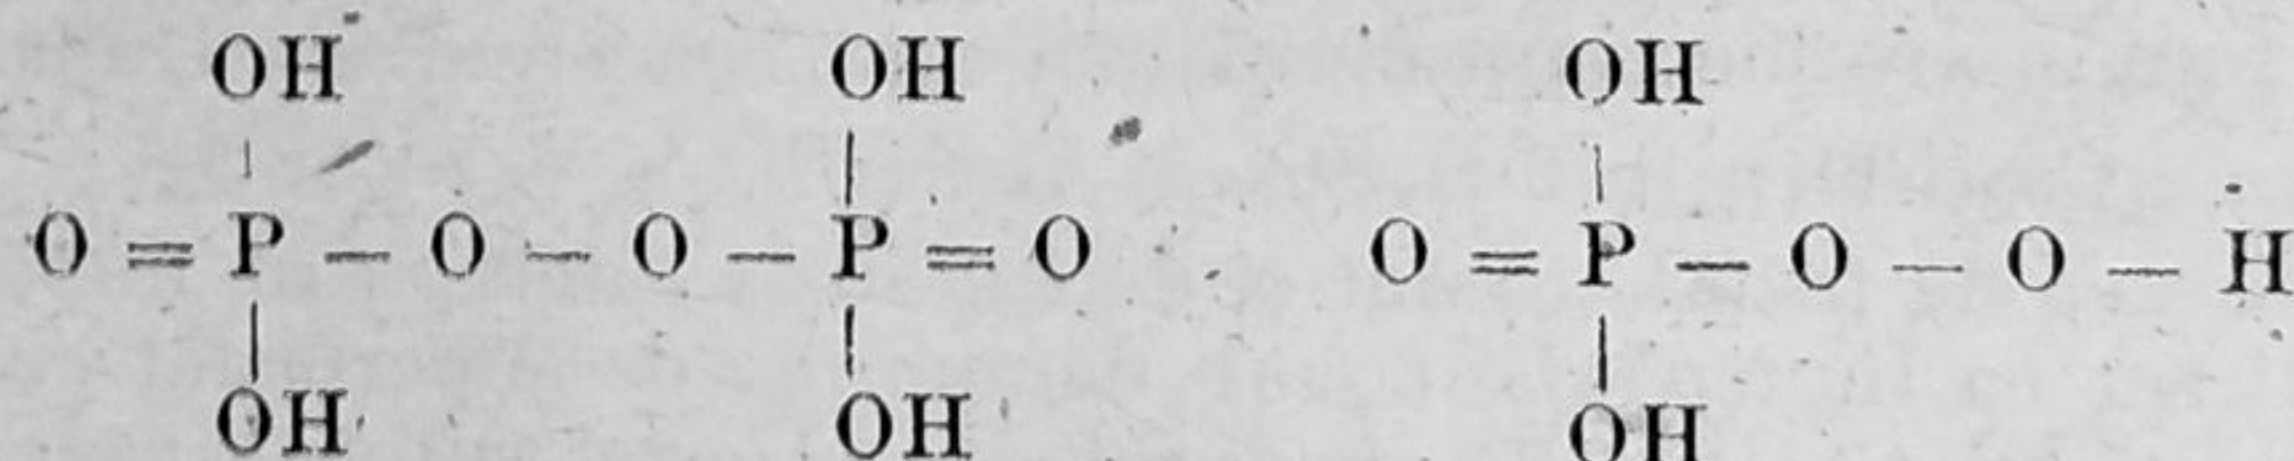 OH OH OH
O = P – O – O – P = O O = P – O – O – H
OH OH OH